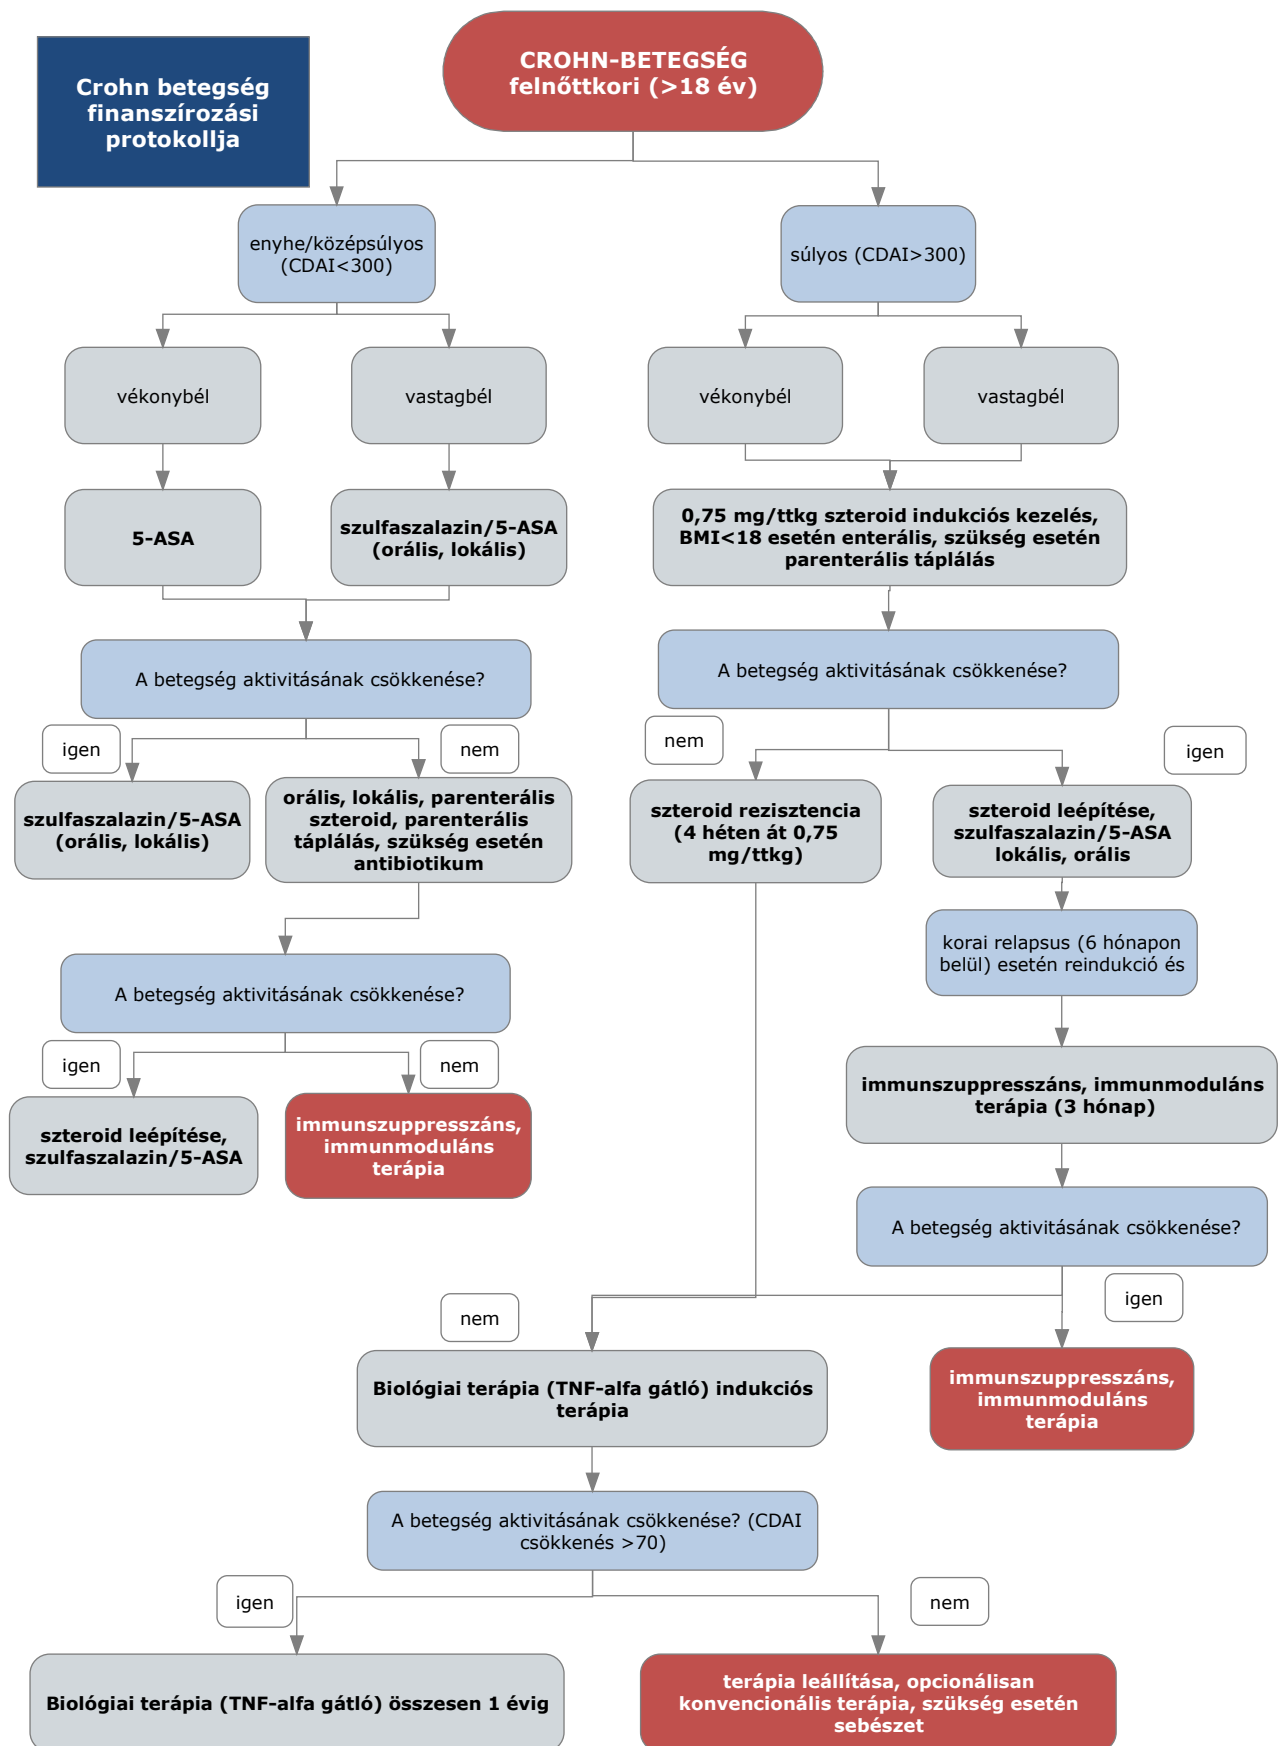 Crohn betegség
finanszírozási
protokollja
CROHN-BETEGSÉG
felnőttkori (>18 év)
enyhe/középsúlyos
(CDAI<300)
súlyos (CDAI>300)
vékonybél
vastagbél
vékonybél
vastagbél
5-ASA
szulfaszalazin/5-ASA
(orális, lokális)
0,75 mg/ttkg szteroid indukciós kezelés,
BMI<18 esetén enterális, szükség esetén
parenterális táplálás
A betegség aktivitásának csökkenése?
A betegség aktivitásának csökkenése?
igen
nem
nem
igen
szulfaszalazin/5-ASA
(orális, lokális)
orális, lokális, parenterális
szteroid, parenterális
táplálás, szükség esetén
antibiotikum
szteroid rezisztencia
(4 héten át 0,75
mg/ttkg)
szteroid leépítése,
szulfaszalazin/5-ASA
lokális, orális
korai relapsus (6 hónapon
belül) esetén reindukció és
A betegség aktivitásának csökkenése?
igen
nem
immunszuppresszáns, immunmoduláns
terápia (3 hónap)
szteroid leépítése,
szulfaszalazin/5-ASA
immunszuppresszáns,
immunmoduláns
terápia
A betegség aktivitásának csökkenése?
nem
igen
Biológiai terápia (TNF-alfa gátló) indukciós
terápia
immunszuppresszáns,
immunmoduláns
terápia
A betegség aktivitásának csökkenése? (CDAI
csökkenés >70)
igen
nem
Biológiai terápia (TNF-alfa gátló) összesen 1 évig
terápia leállítása, opcionálisan
konvencionális terápia, szükség esetén
sebészet